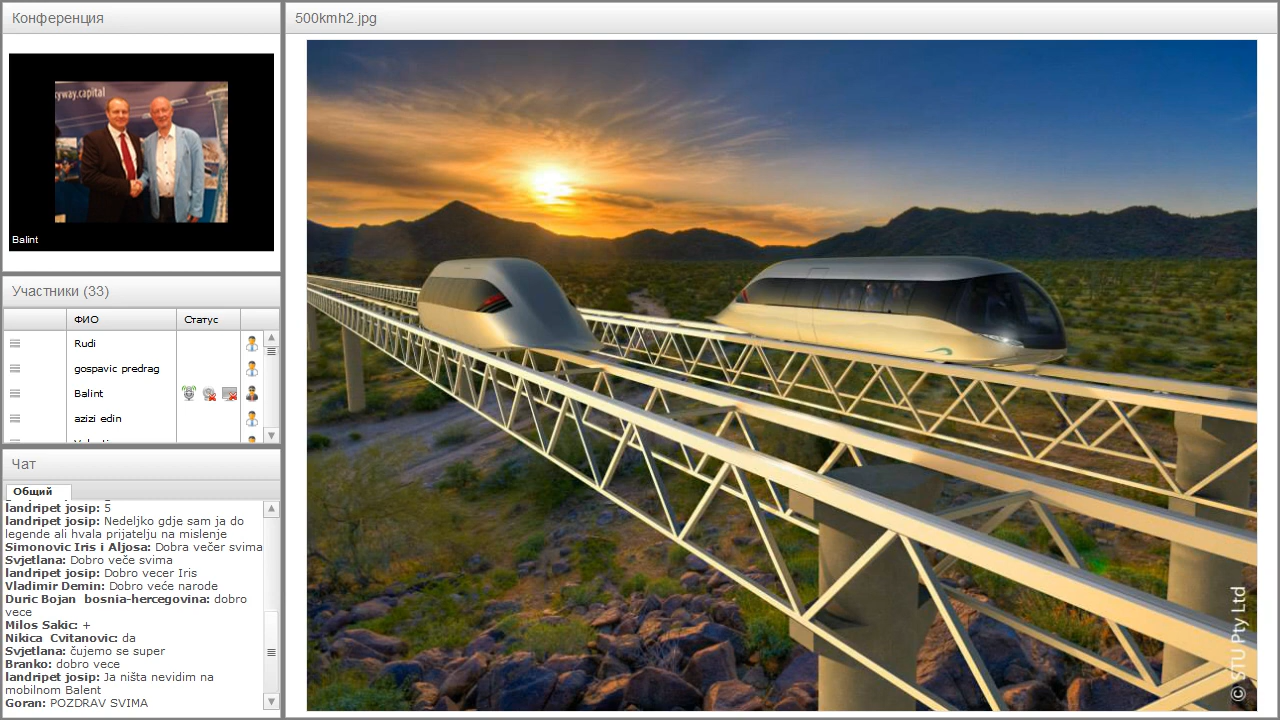 Конференция
yway.capital
Balint
Участники (33)
ФИО Статус
Rudi
gospavic predrag
Balint
azizi edin
Чат
Общий
landripet josip: 5
landripet josip: Nedeljko gdje sam ja do
legende ali hvala prijatelju na mislenje
Simonovic Iris i Aljosa: Dobra večer svima
Svjetlana: Dobro veče svima
landripet josip: Dobro vecer Iris
Vladimir Demin: Dobro veće narode
Duric Bojan bosnia-hercegovina: dobro
vece
Milos Sakic: +
Nikica Cvitanovic: da
Svjetlana: čujemo se super
Branko: dobro vece
landripet josip: Ja ništa nevidim na
mobilnom Balent
Goran: POZDRAV SVIMA
500kmh2.jpg
© STU Pty Ltd